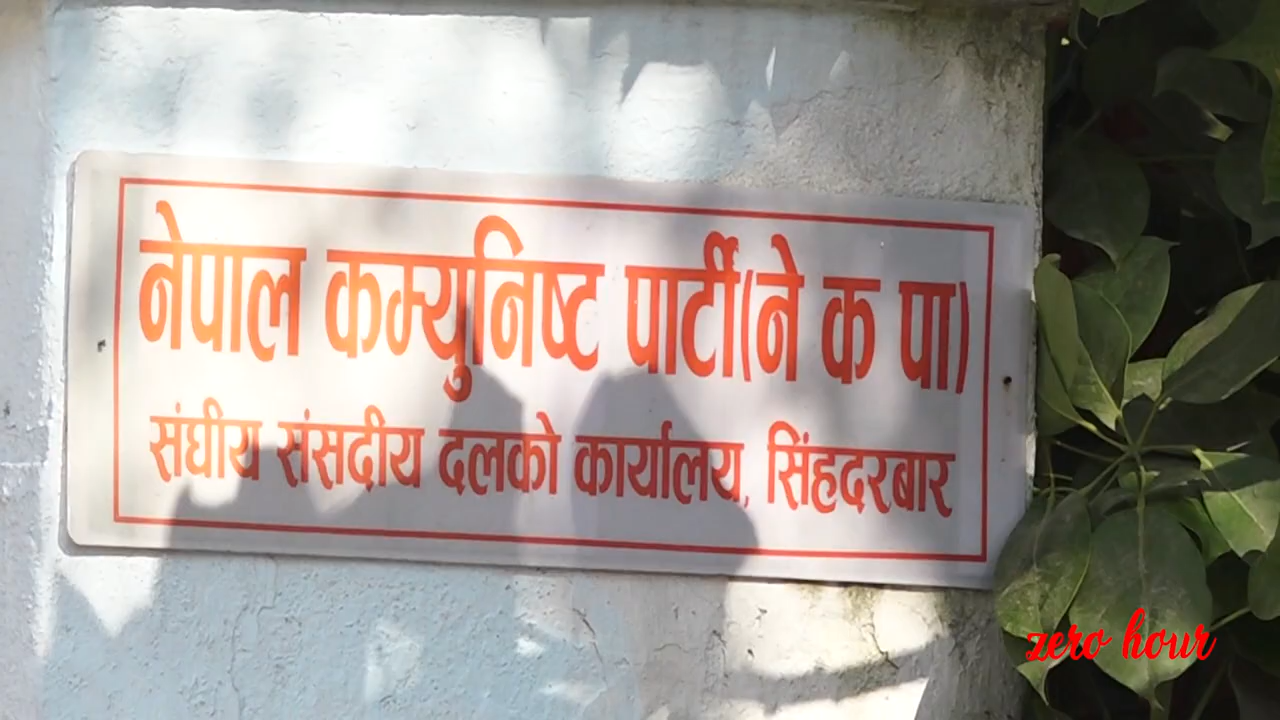 नेपाल कम्युनिष्ट पार्टी(ने क पा)
संघीय संसदीय दलको कार्यालय, सिंहदरबार
zero hour